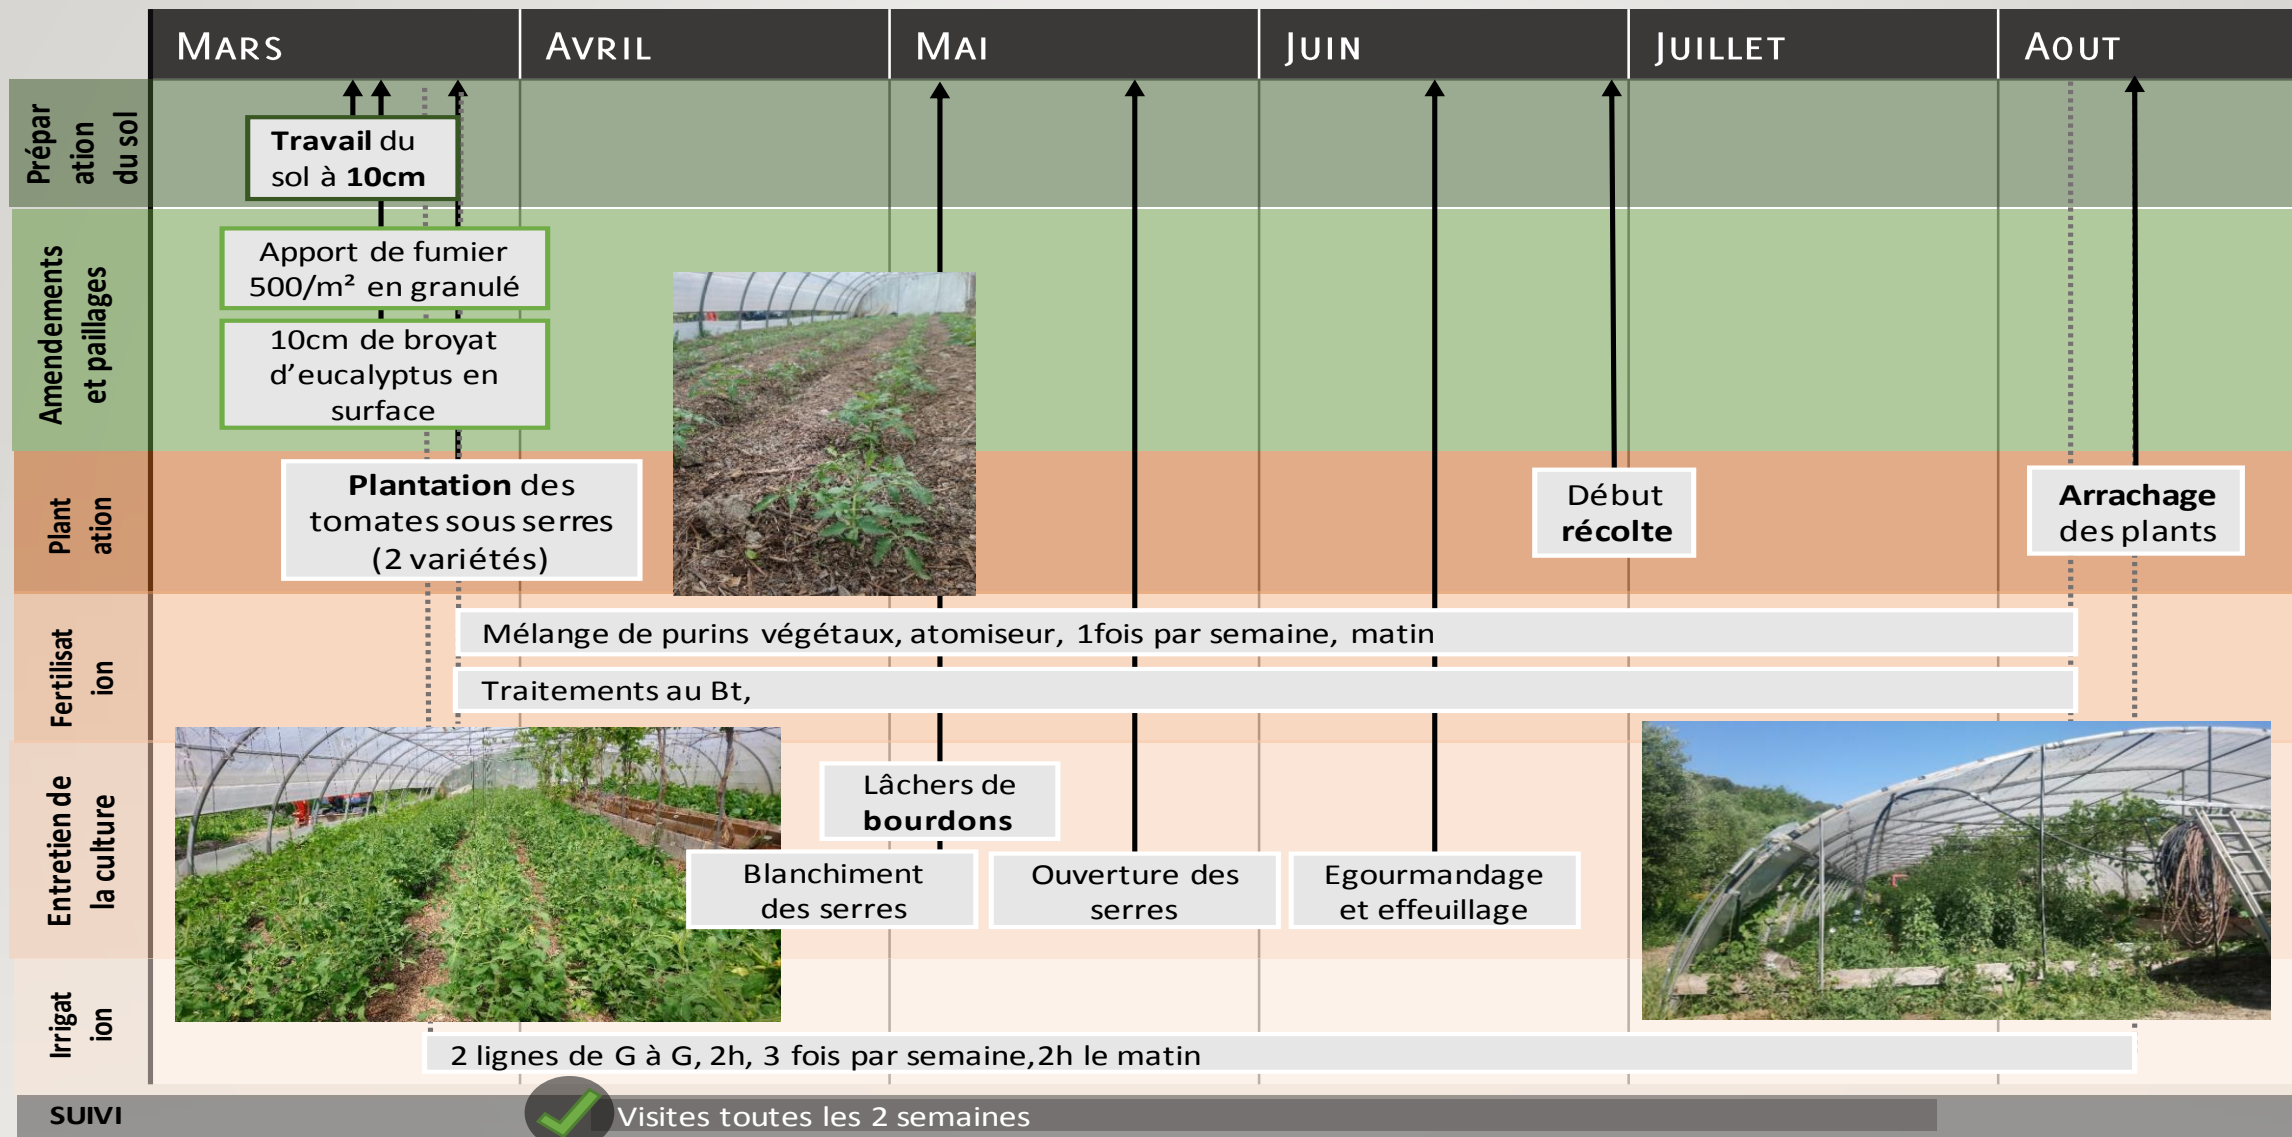 MARS
AVRIL
MAI
JUIN
JUILLET
AOUT
Prépar
ation
du sol
Travail du
sol à 10cm
Amendements
et paillages
Apport de fumier
500/m² en granulé
10cm de broyat
d'eucalyptus en
surface
Plant
ation
Plantation des
tomates sous serres
(2 variétés)
Début
récolte
Arrachage
des plants
Fertilisat
ion
Mélange de purins végétaux, atomiseur, 1fois par semaine, matin
Traitements au Bt,
Entretien de
la culture
Lâchers de
bourdons
Blanchiment
des serres
Ouverture des
serres
Egourmandage
et effeuillage
Irrigat
ion
2 lignes de G à G, 2h, 3 fois par semaine,2h le matin
SUIVI
Visites toutes les 2 semaines